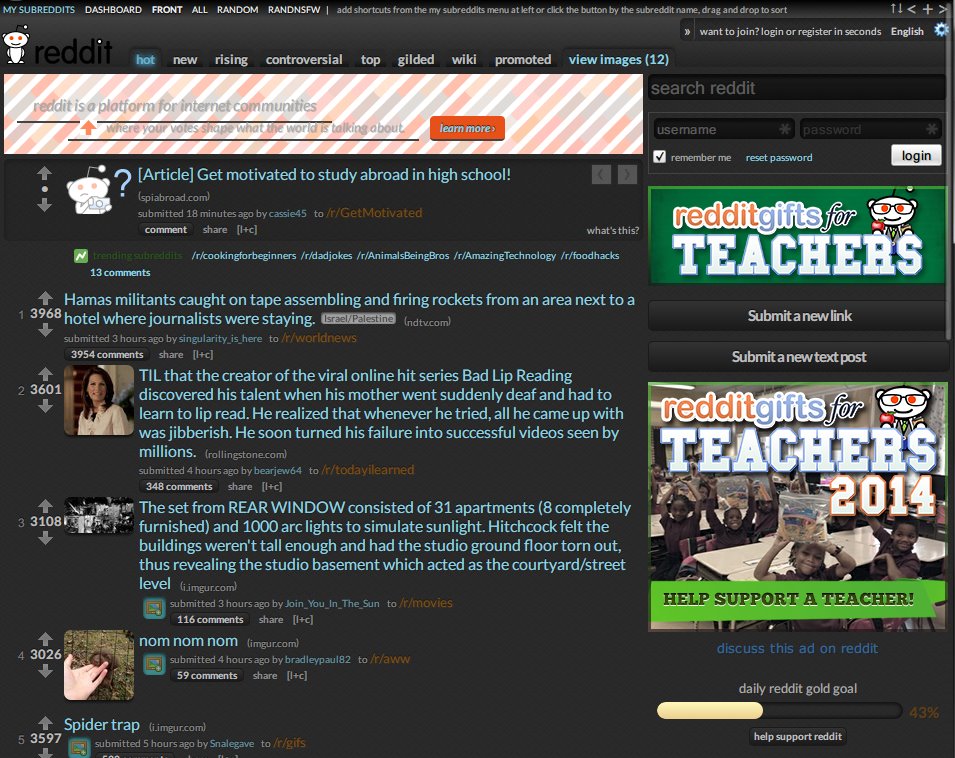 MY SUBREDDITS DASHBOARD FRONT ALL RANDOM RANDNSFW | add shortcuts from the my subreddits menu at left or click the button by the subreddit name, drag and drop to sort
» want to join? login or register in seconds English
reddit hot new rising controversial top gilded wiki promoted view images (12)
reddit is a platform for internet communities
where your votes shape what the world is talking about.
learn more ›
[Article] Get motivated to study abroad in high school!
(spiabroad.com)
submitted 18 minutes ago by cassie45 to /r/GetMotivated
comment share [l+c]
what's this?
trending subreddits /r/cookingforbeginners /r/dadjokes /r/AnimalsBeingBros /r/AmazingTechnology /r/foodhacks
13 comments
1 3968 Hamas militants caught on tape assembling and firing rockets from an area next to a
hotel where journalists were staying. Israel/Palestine (ndtv.com)
submitted 3 hours ago by singularity_is_here to /r/worldnews
3954 comments share [l+c]
2 3601 TIL that the creator of the viral online hit series Bad Lip Reading
discovered his talent when his mother went suddenly deaf and had to
learn to lip read. He realized that whenever he tried, all he came up with
was jibberish. He soon turned his failure into successful videos seen by
millions. (rollingstone.com)
submitted 4 hours ago by bearjew64 to /r/todayilearned
348 comments share [l+c]
3 3108 The set from REAR WINDOW consisted of 31 apartments (8 completely
furnished) and 1000 arc lights to simulate sunlight. Hitchcock felt the
buildings weren't tall enough and had the studio ground floor torn out,
thus revealing the studio basement which acted as the courtyard/street
level (i.imgur.com)
submitted 3 hours ago by Join_You_In_The_Sun to /r/movies
116 comments share [l+c]
4 3026 nom nom nom (imgur.com)
submitted 4 hours ago by bradleypaul82 to /r/aww
59 comments share [l+c]
5 3597 Spider trap (i.imgur.com)
submitted 5 hours ago by Snalegave to /r/gifs
search reddit
username password
remember me reset password login
redditgifts for
TEACHERS
Submit a new link
Submit a new text post
redditgifts for
TEACHERS
2014
HELP SUPPORT A TEACHER!
discuss this ad on reddit
daily reddit gold goal
43%
help support reddit